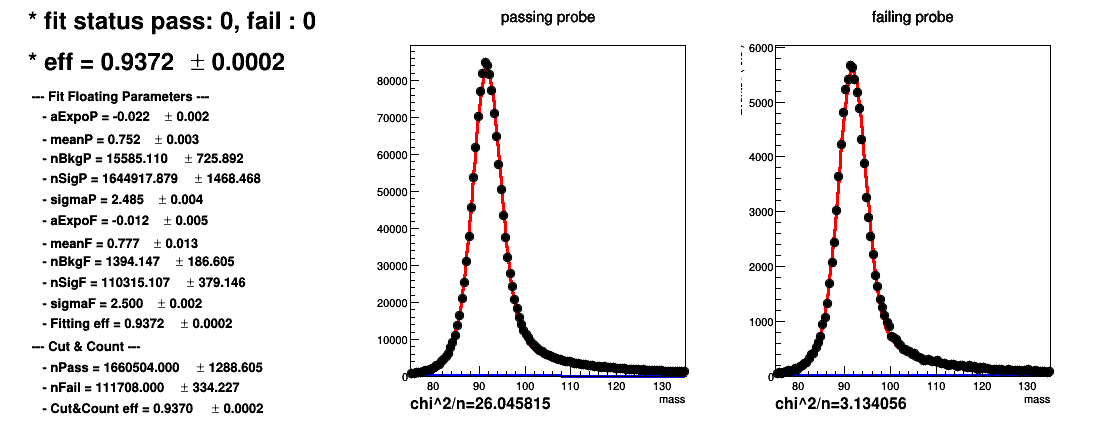 * fit status pass: 0, fail : 0
* eff = 0.9372 ± 0.0002
--- Fit Floating Parameters ---
- aExpoP = -0.022 ± 0.002
- meanP = 0.752 ± 0.003
- nBkgP = 15585.110 ± 725.892
- nSigP = 1644917.879 ± 1468.468
- sigmaP = 2.485 ± 0.004
- aExpoF = -0.012 ± 0.005
- meanF = 0.777 ± 0.013
- nBkgF = 1394.147 ± 186.605
- nSigF = 110315.107 ± 379.146
- sigmaF = 2.500 ± 0.002
- Fitting eff = 0.9372 ± 0.0002
--- Cut & Count ---
- nPass = 1660504.000 ± 1288.605
- nFail = 111708.000 ± 334.227
- Cut&Count eff = 0.9370 ± 0.0002
passing probe
80000
70000
60000
50000
40000
30000
20000
10000
0
80 90 100 110 120 130
mass
chi^2/n=26.045815
failing probe
6000
5000
4000
3000
2000
1000
0
80 90 100 110 120 130
mass
chi^2/n=3.134056